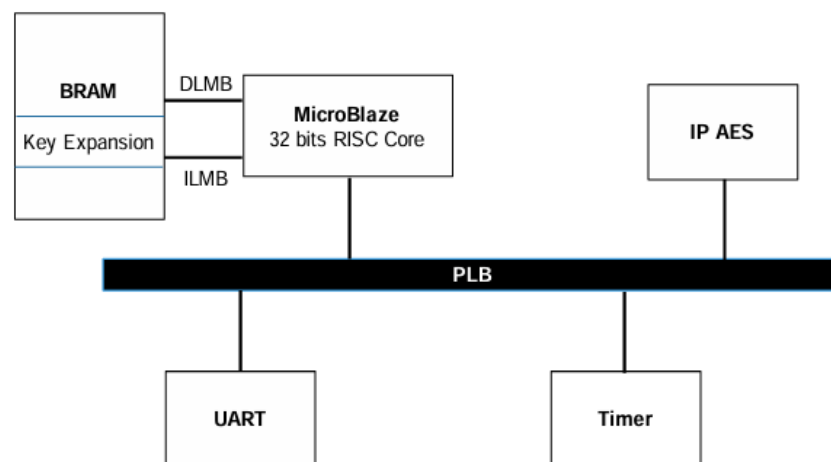 DLMB
BRAM
MicroBlaze
32 bits RISC Core
IP AES
Key Expansion
ILMB
PLB
UART
Timer